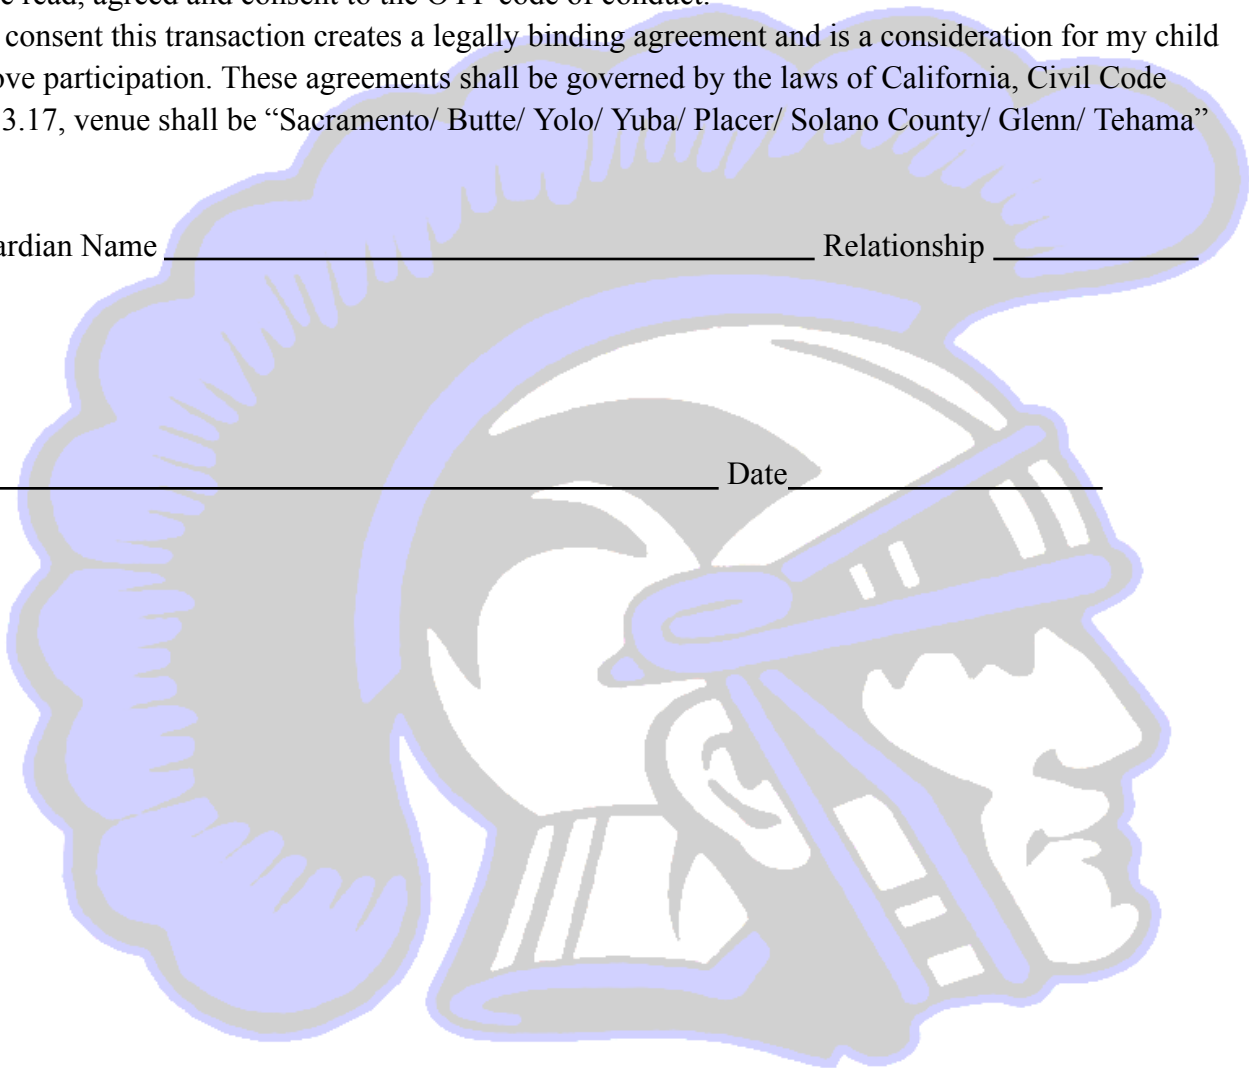 read, agreed and consent to the OYF code of conduct.
consent this transaction creates a legally binding agreement and is a consideration for my child
participation. These agreements shall be governed by the laws of California, Civil Code
3.17, venue shall be “Sacramento/ Butte/ Yolo/ Yuba/ Placer/ Solano County/ Glenn/ Tehama”
Name Relationship
Date